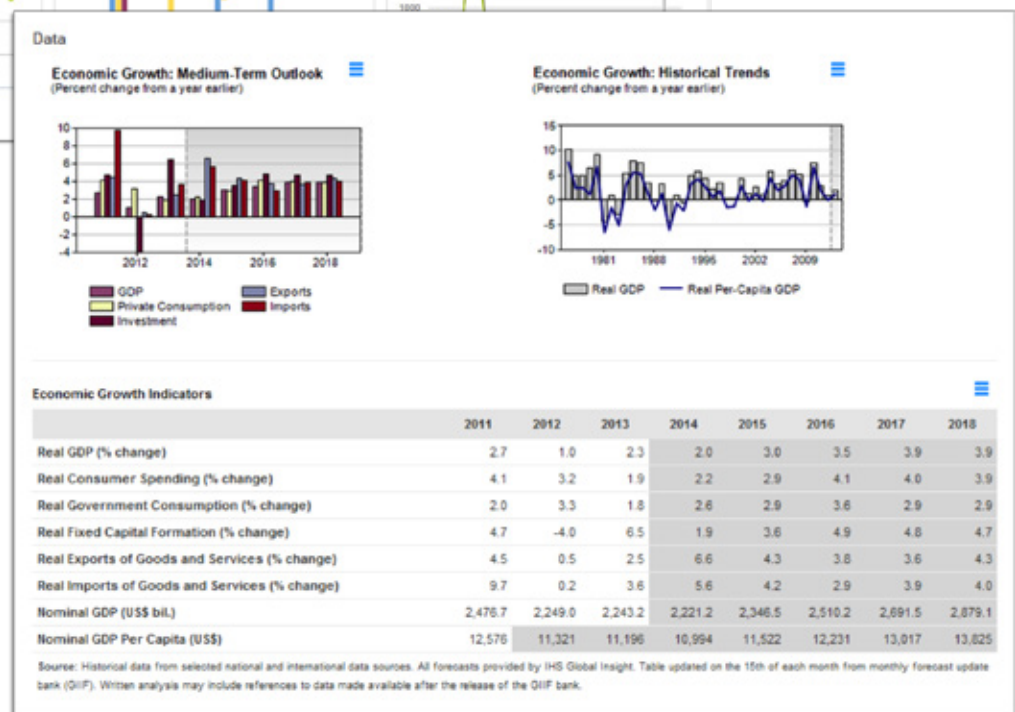 1000
Data
Economic Growth: Medium-Term Outlook
(Percent change from a year earlier)
10
8
6
4
2
0
-2
-4
2012 2014 2016 2018
GDP Exports
Private Consumption Imports
Investment
Economic Growth: Historical Trends
(Percent change from a year earlier)
15
10
5
0
-5
-10
1981 1988 1995 2002 2009
Real GDP Real Per-Capita GDP
Economic Growth Indicators
2011 2012 2013 2014 2015 2016 2017 2018
Real GDP (% change) 2.7 1.0 2.3 2.0 3.0 3.5 3.9 3.9
Real Consumer Spending (% change) 4.1 3.2 1.9 2.2 2.9 4.1 4.0 3.9
Real Government Consumption (% change) 2.0 3.3 1.8 2.6 2.9 3.6 2.9 2.9
Real Fixed Capital Formation (% change) 4.7 -4.0 6.5 1.9 3.6 4.9 4.8 4.7
Real Exports of Goods and Services (% change) 4.5 0.5 2.5 6.6 4.3 3.8 3.6 4.3
Real Imports of Goods and Services (% change) 9.7 0.2 3.6 5.6 4.2 2.9 3.9 4.0
Nominal GDP (US$ bil.) 2,476.7 2,249.0 2,243.2 2,221.2 2,346.5 2,510.2 2,691.5 2,879.1
Nominal GDP Per Capita (US$) 12,576 11,321 11,196 10,994 11,522 12,231 13,017 13,825
Source: Historical data from selected national and international data sources. All forecasts provided by IHS Global Insight. Table updated on the 15th of each month from monthly forecast update
bank (GIIF). Written analysis may include references to data made available after the release of the GIIF bank.